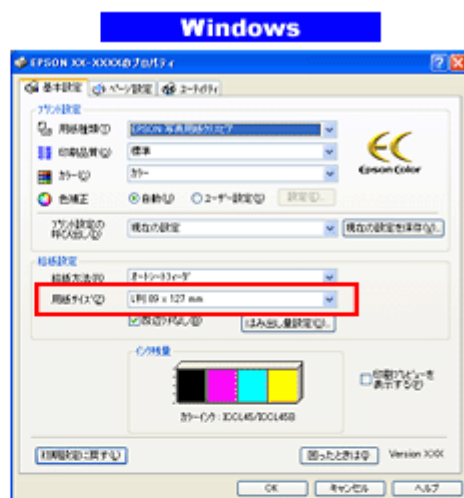 Windows
EPSON XX-XXXXのプロパティ
基本設定 ページ設定 ユーティリティ
プリント設定
用紙種類(T) EPSON 写真用紙クリスピア
印刷品質(Q) 標準
カラー(C) カラー
色補正 自動(U) ユーザー設定(E) 設定(D)...
プリント設定の 現在の設定 現在の設定を保存(V)...
呼び出し(O)
給紙設定
給紙方法(R) オートシートフィーダ
用紙サイズ(Z) L判 89 x 127 mm
四辺フチなし(B) はみ出し量設定(C)...
Epson Color
インク残量
カラーインク : ICCL45/ICCL45B
印刷プレビューを
表示する(P)
初期設定に戻す(L) 困ったときは Version XXX
OK キャンセル ヘルプ